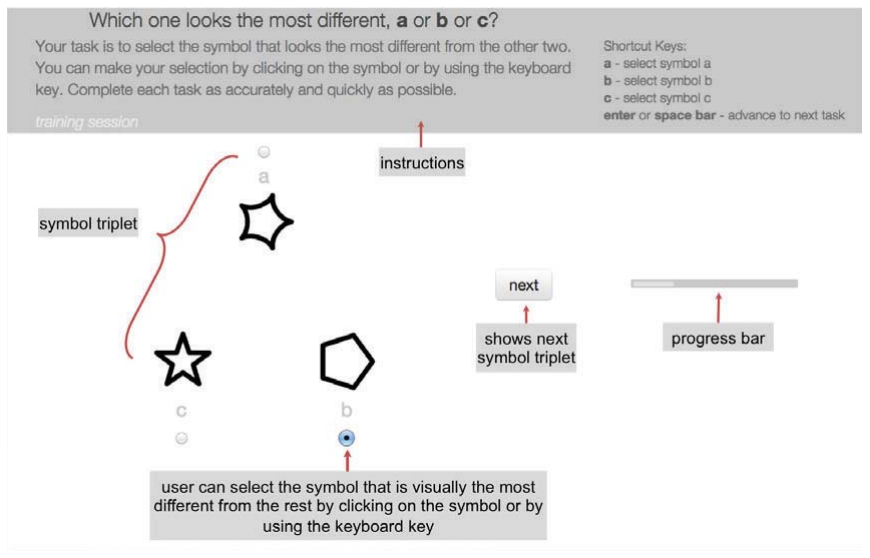 Which one looks the most different, a or b or c?
Your task is to select the symbol that looks the most different from the other two.
You can make your selection by clicking on the symbol or by using the keyboard
key. Complete each task as accurately and quickly as possible.
training session
Shortcut Keys:
a - select symbol a
b - select symbol b
c - select symbol c
enter or space bar - advance to next task
instructions
a
symbol triplet
next
shows next
symbol triplet
progress bar
c
b
user can select the symbol that is visually the most
different from the rest by clicking on the symbol or by
using the keyboard key